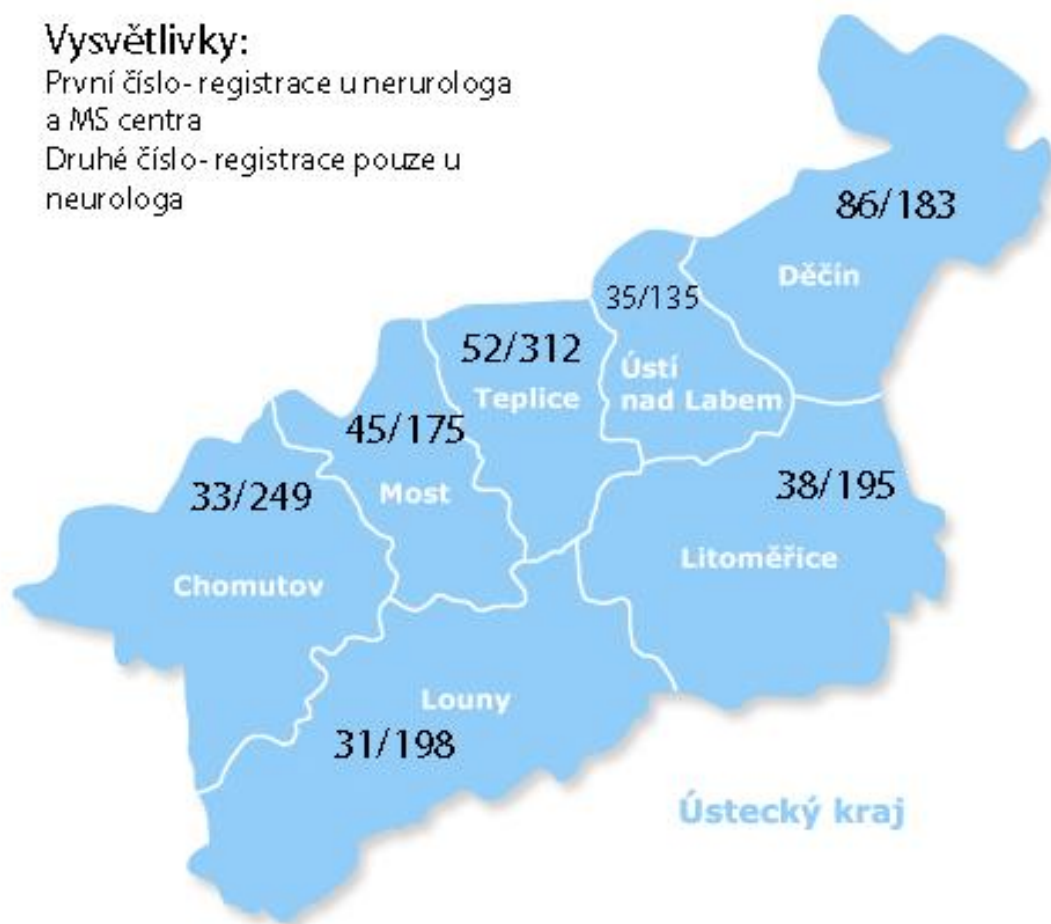 Vysvětlivky:
První číslo- registrace u nerurologa
a MS centra
Druhé číslo- registrace pouze u
neurologa
86/183
Děčín
35/135
Ústí
nad Labem
52/312
Teplice
45/175
Most
38/195
Litoměřice
33/249
Chomutov
Louny
31/198
Ústecký kraj